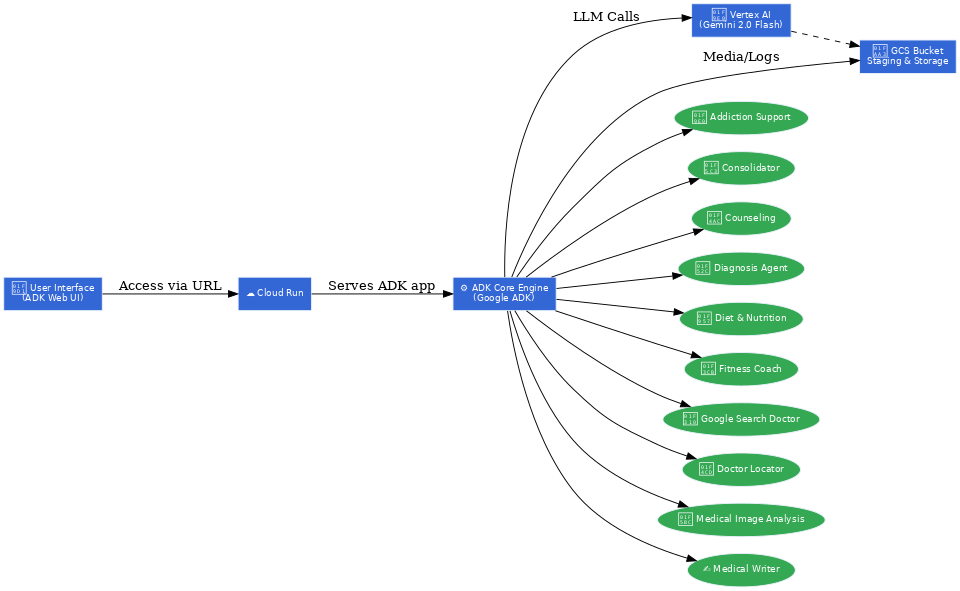 LLM Calls
Vertex AI
(Gemini 2.0 Flash)
Media/Logs
GCS Bucket
Staging & Storage
Addiction Support
Consolidator
Counseling
Diagnosis Agent
User Interface
(ADK Web UI)
Access via URL
☁ Cloud Run
Serves ADK app
⚙ ADK Core Engine
(Google ADK)
Diet & Nutrition
Fitness Coach
Google Search Doctor
Doctor Locator
Medical Image Analysis
✍ Medical Writer